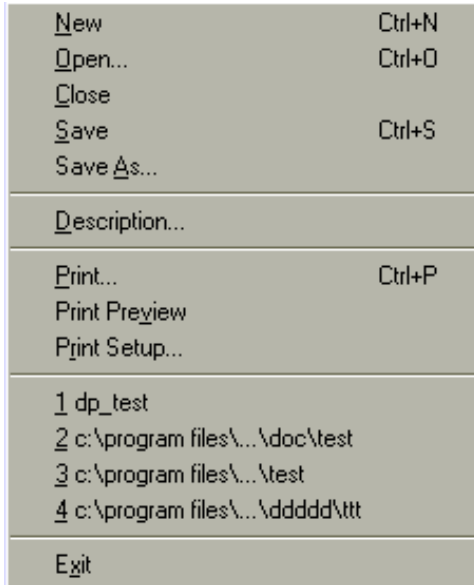 New Ctrl+N
Open... Ctrl+O
Close
Save Ctrl+S
Save As...
Description...
Print... Ctrl+P
Print Preview
Print Setup...
1 dp_test
2 c:\program files\...\doc\test
3 c:\program files\...\test
4 c:\program files\...\ddddd\ttt
Exit